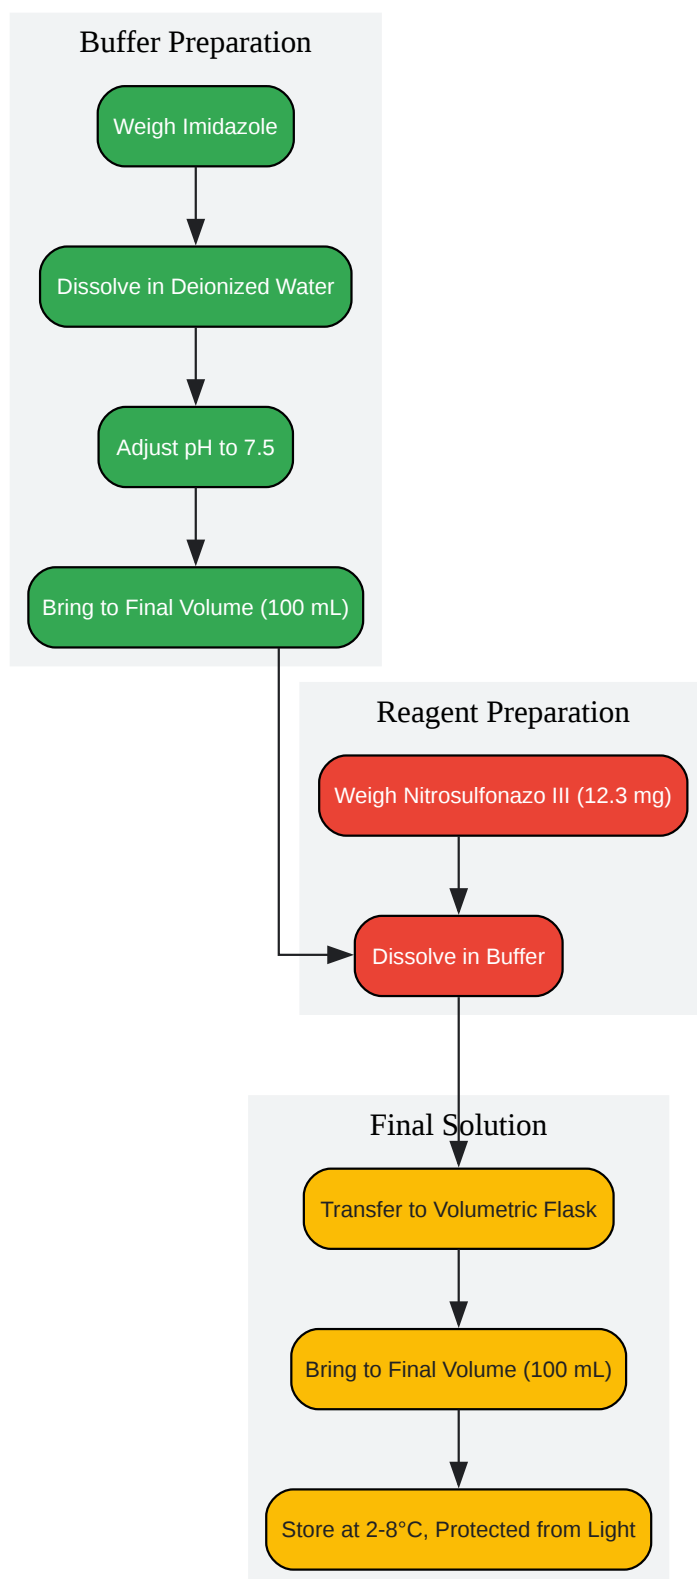 Buffer Preparation
Weigh Imidazole
Dissolve in Deionized Water
Adjust pH to 7.5
Bring to Final Volume (100 mL)
Reagent Preparation
Weigh Nitrosulfonazo III (12.3 mg)
Dissolve in Buffer
Final Solution
Transfer to Volumetric Flask
Bring to Final Volume (100 mL)
Store at 2-8°C, Protected from Light